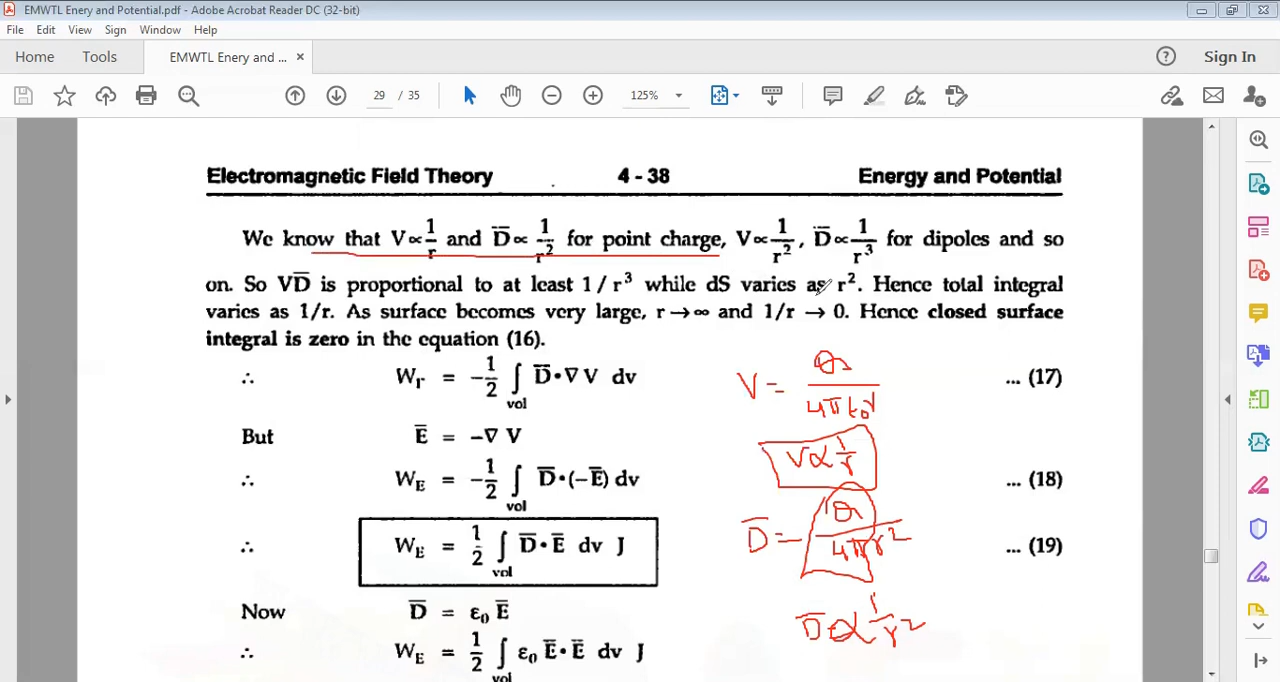 EMWTL Enery and Potential.pdf - Adobe Acrobat Reader DC (32-bit)
File Edit View Sign Window Help
Home Tools EMWTL Enery and ... × Sign In
29 / 35 125%
Electromagnetic Field Theory 4 - 38 Energy and Potential
We know that V ∝ 1/r and D̄ ∝ 1/r² for point charge, V ∝ 1/r², D̄ ∝ 1/r³ for dipoles and so
on. So VD̄ is proportional to at least 1 / r³ while dS varies as r². Hence total integral
varies as 1/r. As surface becomes very large, r → ∞ and 1/r → 0. Hence closed surface
integral is zero in the equation (16).
∴ W_r = -1/2 ∫_vol D̄ • ∇ V dv ... (17)
But Ē = -∇ V
∴ W_E = -1/2 ∫_vol D̄ • (-Ē) dv ... (18)
∴ W_E = 1/2 ∫_vol D̄ • Ē dv J ... (19)
Now D̄ = ε₀ Ē
∴ W_E = 1/2 ∫_vol ε₀ Ē • Ē dv J
V = Q / 4πε₀r
V ∝ 1/r
D̄ = Q / 4πr²
D̄ ∝ 1/r²